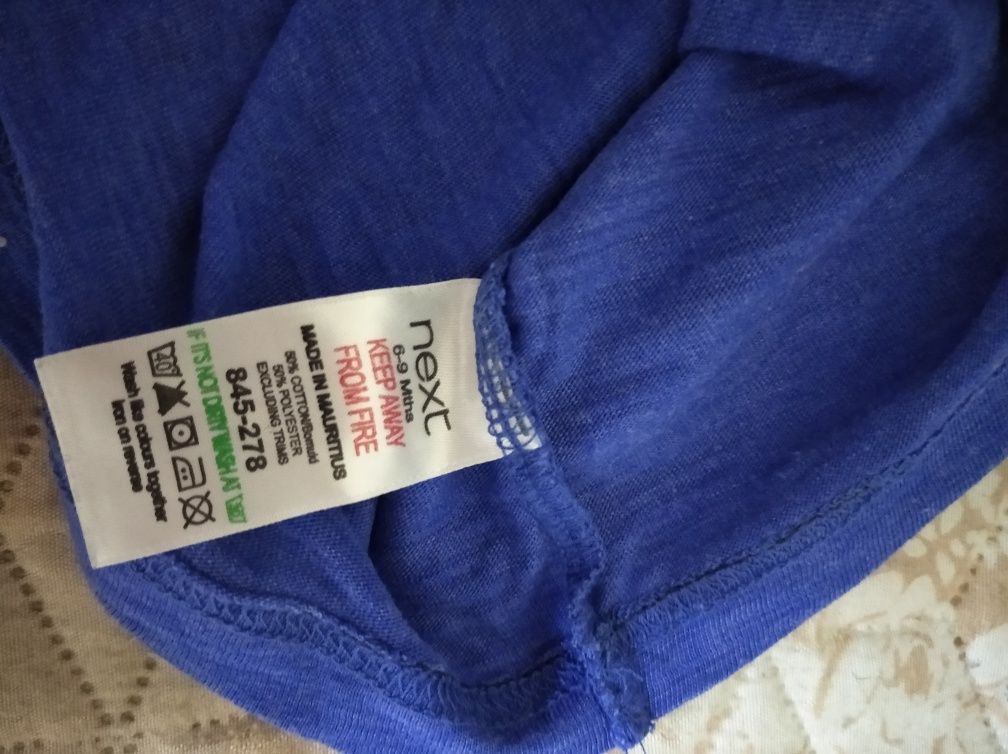 next
6-9 Mths
KEEP AWAY
FROM FIRE
MADE IN MAURITIUS
50% COTTON/Bomuld
50% POLYESTER
EXCLUDING TRIMS
845-278
IF IT'S NOT DIRTY WASH AT
40
Wash like colours together
Iron on reverse